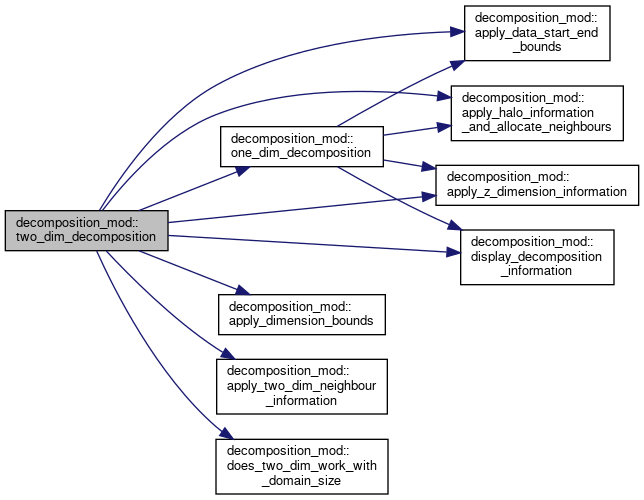 decomposition_mod::
apply_data_start_end
_bounds
decomposition_mod::
apply_halo_information
_and_allocate_neighbours
decomposition_mod::
one_dim_decomposition
decomposition_mod::
apply_z_dimension_information
decomposition_mod::
two_dim_decomposition
decomposition_mod::
display_decomposition
_information
decomposition_mod::
apply_dimension_bounds
decomposition_mod::
apply_two_dim_neighbour
_information
decomposition_mod::
does_two_dim_work_with
_domain_size